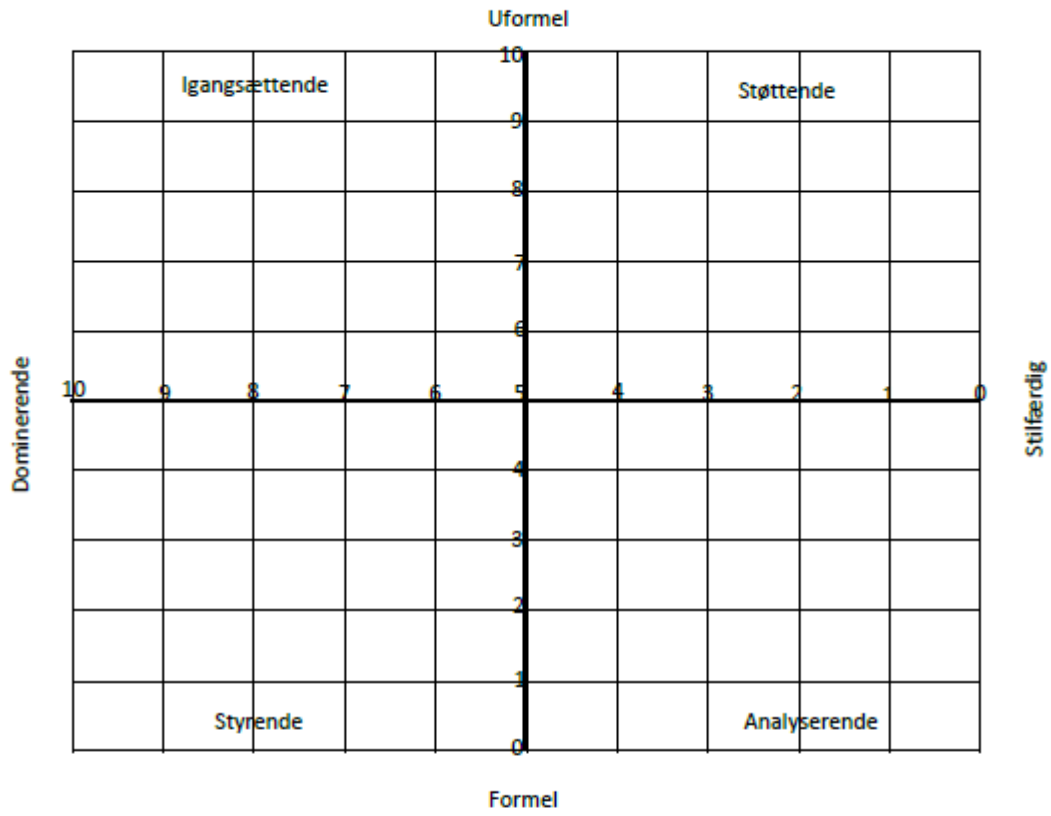 Uformel
Igangsættende
Støttende
10
9
8
7
6
Dominerende
10 9 8 7 6 5 4 3 2 1 0
Stilfærdig
4
3
2
1
0
Styrende
Analyserende
Formel